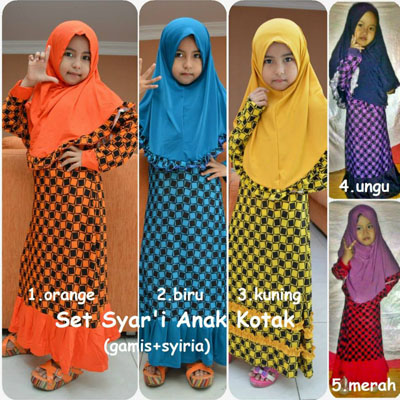 1.orange
2.biru
3 kuning
4.ungu
5.merah
Set Syar'i Anak Kotak
(gamis+syiria)